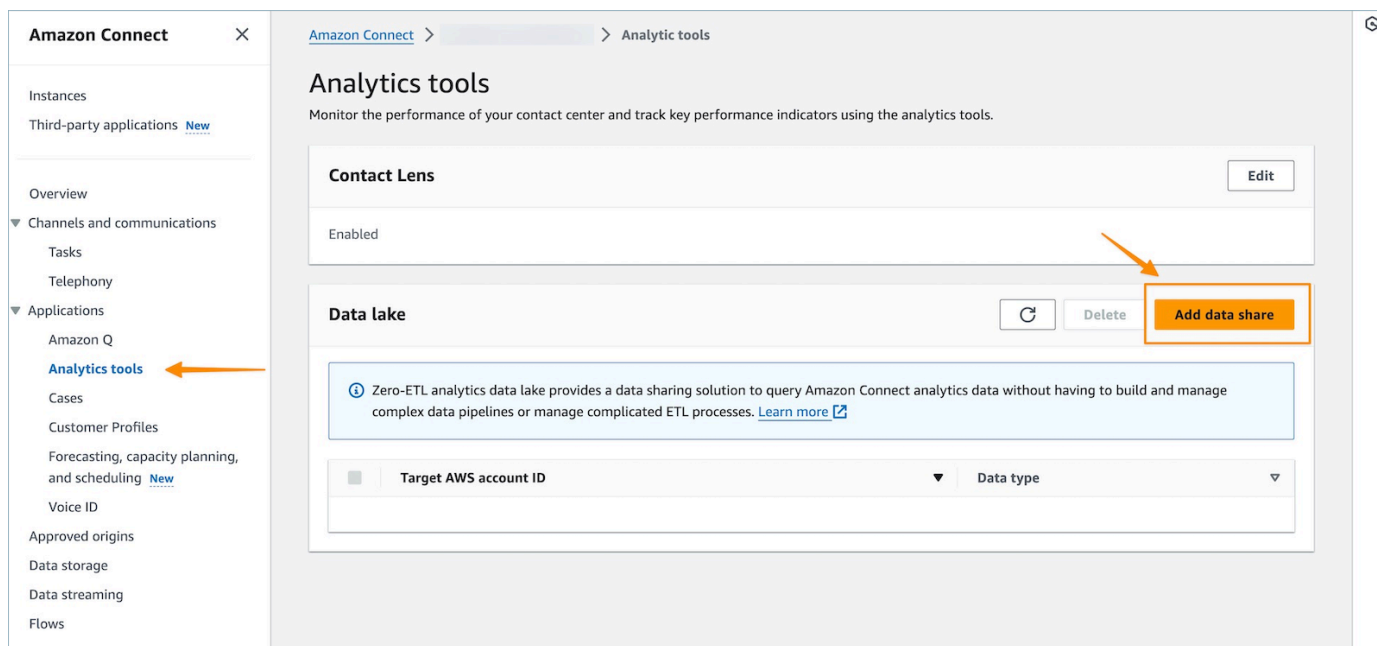 Amazon Connect
Instances
Third-party applications New
Overview
Channels and communications
Tasks
Telephony
Applications
Amazon Q
Analytics tools
Cases
Customer Profiles
Forecasting, capacity planning,
and scheduling New
Voice ID
Approved origins
Data storage
Data streaming
Flows
Amazon Connect > > Analytic tools
Analytics tools
Monitor the performance of your contact center and track key performance indicators using the analytics tools.
Contact Lens Edit
Enabled
Data lake Delete Add data share
Zero-ETL analytics data lake provides a data sharing solution to query Amazon Connect analytics data without having to build and manage
complex data pipelines or manage complicated ETL processes. Learn more
Target AWS account ID Data type